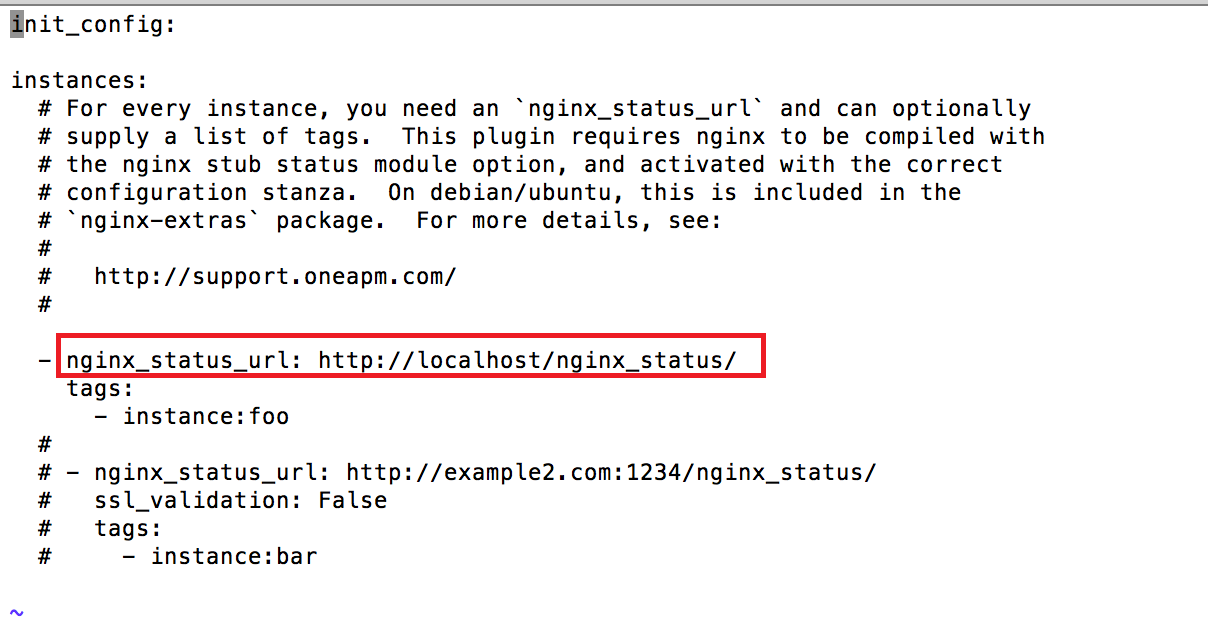 init_config:

instances:
  # For every instance, you need an `nginx_status_url` and can optionally
  # supply a list of tags.  This plugin requires nginx to be compiled with
  # the nginx stub status module option, and activated with the correct
  # configuration stanza.  On debian/ubuntu, this is included in the
  # `nginx-extras` package.  For more details, see:
  #
  #   http://support.oneapm.com/
  #

  - nginx_status_url: http://localhost/nginx_status/
    tags:
      - instance:foo
  #
  # - nginx_status_url: http://example2.com:1234/nginx_status/
  #   ssl_validation: False
  #   tags:
  #     - instance:bar

~